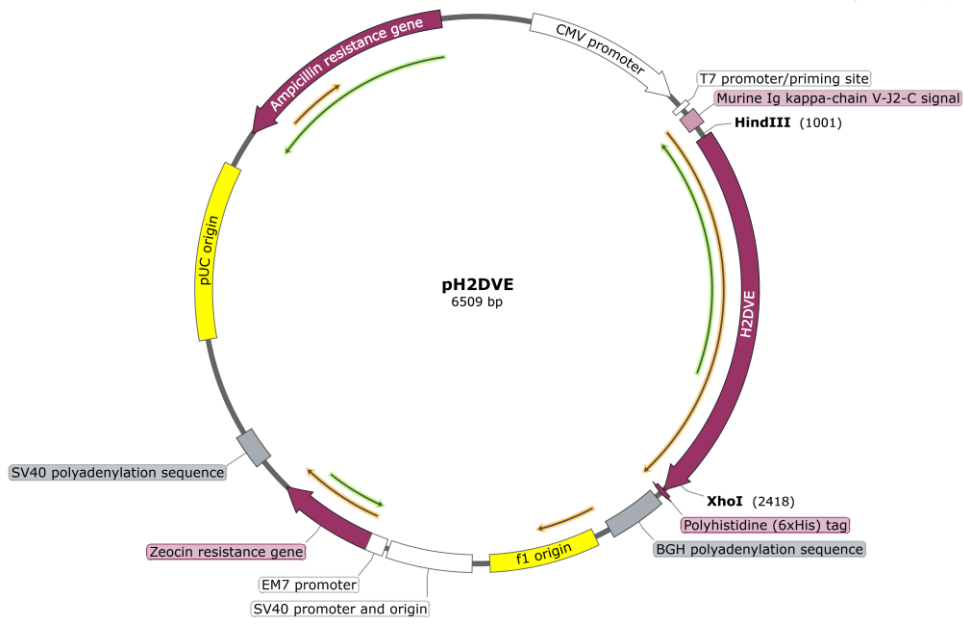 Ampicillin resistance gene
CMV promoter
T7 promoter/priming site
Murine Ig kappa-chain V-J2-C signal
HindIII (1001)
pUC origin
pH2DVE
6509 bp
H2DVE
SV40 polyadenylation sequence
XhoI (2418)
Polyhistidine (6xHis) tag
Zeocin resistance gene
f1 origin
BGH polyadenylation sequence
EM7 promoter
SV40 promoter and origin